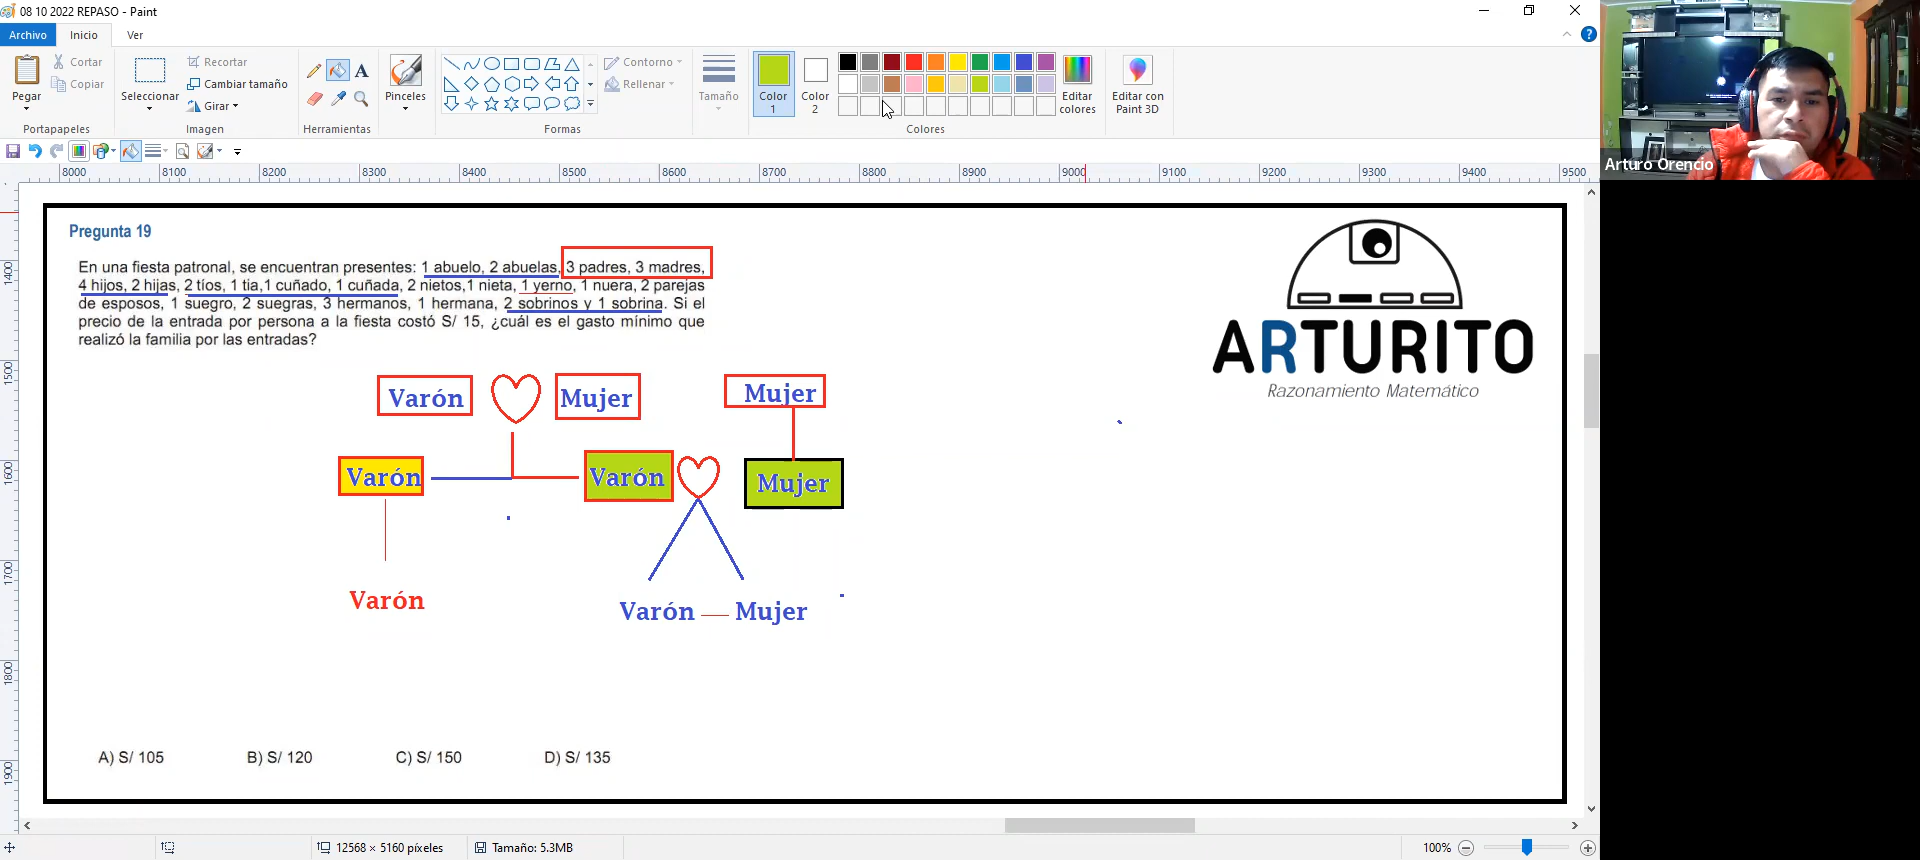 08 10 2022 REPASO - Paint
Archivo
Inicio
Ver
Pegar
Cortar
Copiar
Portapapeles
Seleccionar
Recortar
Cambiar tamaño
Girar
Imagen
A
Herramientas
Pinceles
Contorno
Rellenar
Formas
Tamaño
Color
1
Color
2
Editar
colores
Editar con
Paint 3D
Colores
8000 8100 8200 8300 8400 8500 8600 8700 8800 8900 9000 9100 9200 9300 9400 9500
1400
1500
1600
1700
1800
1900
Arturo Orencio
Pregunta 19
En una fiesta patronal, se encuentran presentes: 1 abuelo, 2 abuelas, 3 padres, 3 madres,
4 hijos, 2 hijas, 2 tíos, 1 tia,1 cuñado, 1 cuñada, 2 nietos,1 nieta, 1 yerno, 1 nuera, 2 parejas
de esposos, 1 suegro, 2 suegras, 3 hermanos, 1 hermana, 2 sobrinos y 1 sobrina. Si el
precio de la entrada por persona a la fiesta costó S/ 15, ¿cuál es el gasto mínimo que
realizó la familia por las entradas?
ARTURITO
Razonamiento Matemático
Varón Mujer Mujer
Varón Varón Mujer
Varón Varón Mujer
A) S/ 105 B) S/ 120 C) S/ 150 D) S/ 135
12568 × 5160 píxeles
Tamaño: 5.3MB
100%